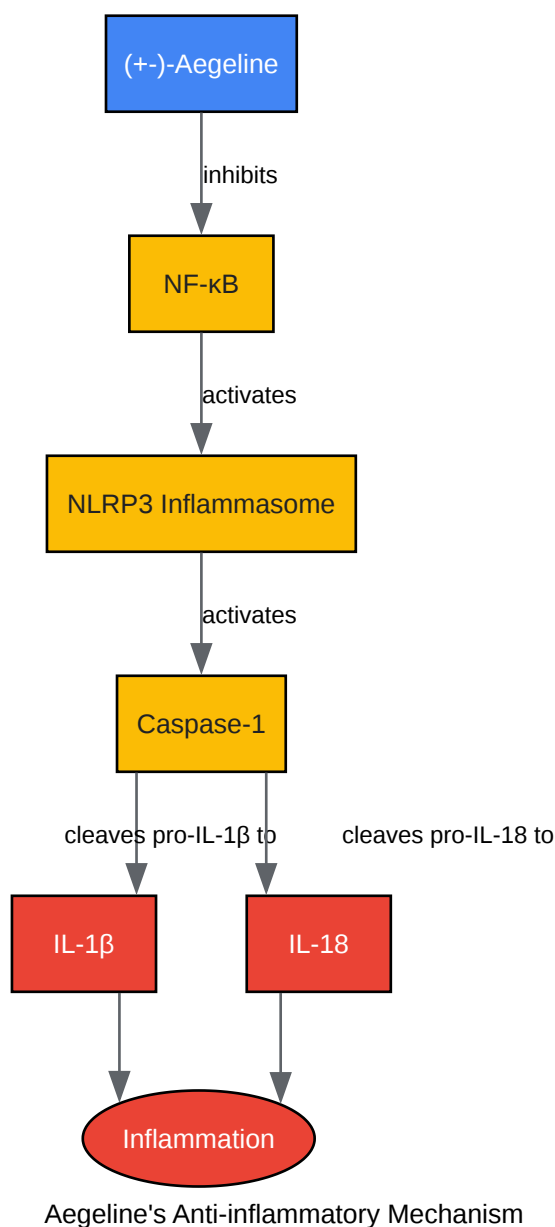 (+-)-Aegeline
inhibits
NF-κB
activates
NLRP3 Inflammasome
activates
Caspase-1
cleaves pro-IL-1β to
cleaves pro-IL-18 to
IL-1β
IL-18
Inflammation
Aegeline's Anti-inflammatory Mechanism